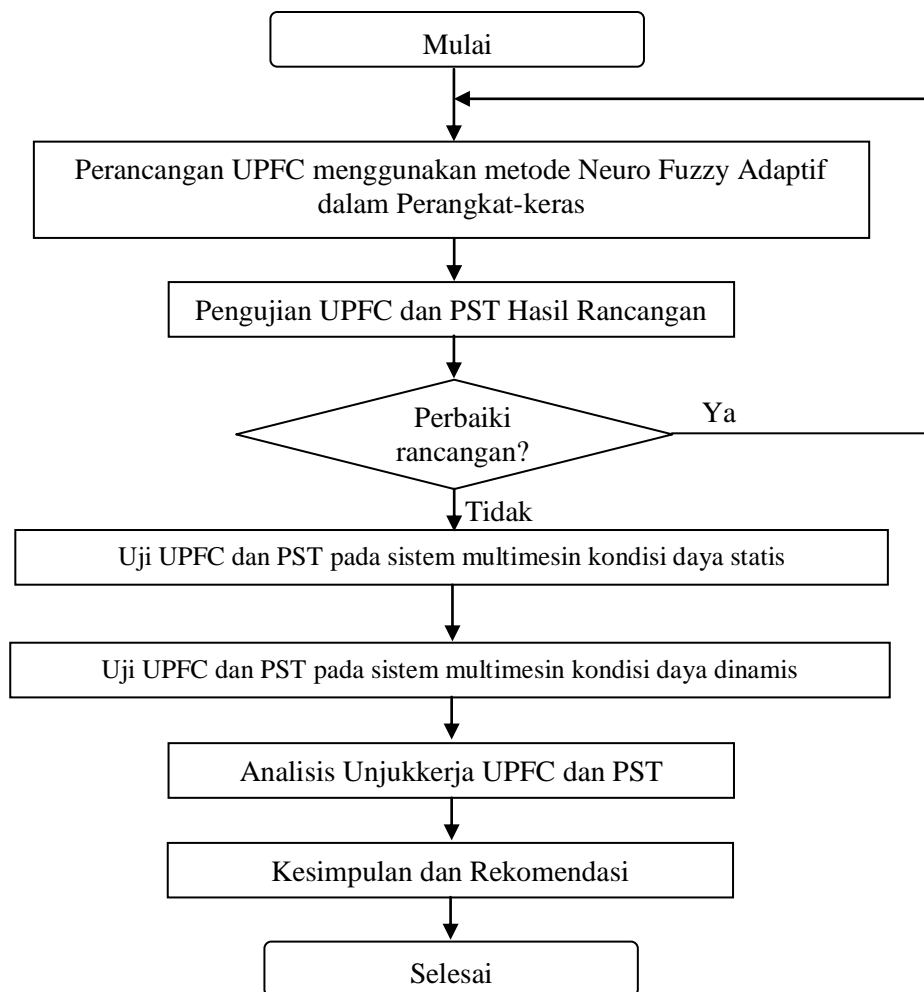 Mulai
Perancangan UPFC menggunakan metode Neuro Fuzzy Adaptif
dalam Perangkat-keras
Pengujian UPFC dan PST Hasil Rancangan
Perbaiki
rancangan?
Ya
Tidak
Uji UPFC dan PST pada sistem multimesin kondisi daya statis
Uji UPFC dan PST pada sistem multimesin kondisi daya dinamis
Analisis Unjukkerja UPFC dan PST
Kesimpulan dan Rekomendasi
Selesai